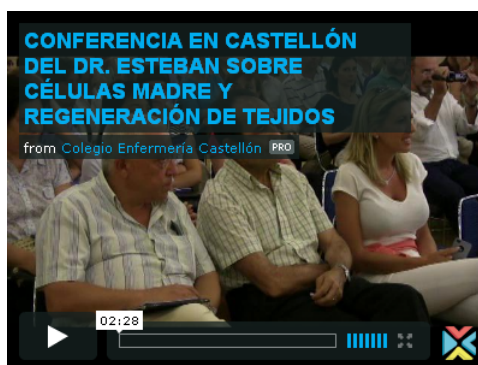 CONFERENCIA EN CASTELLÓN
DEL DR. ESTEBAN SOBRE
CÉLULAS MADRE Y
REGENERACIÓN DE TEJIDOS
from Colegio Enfermería Castellón PRO
02:28